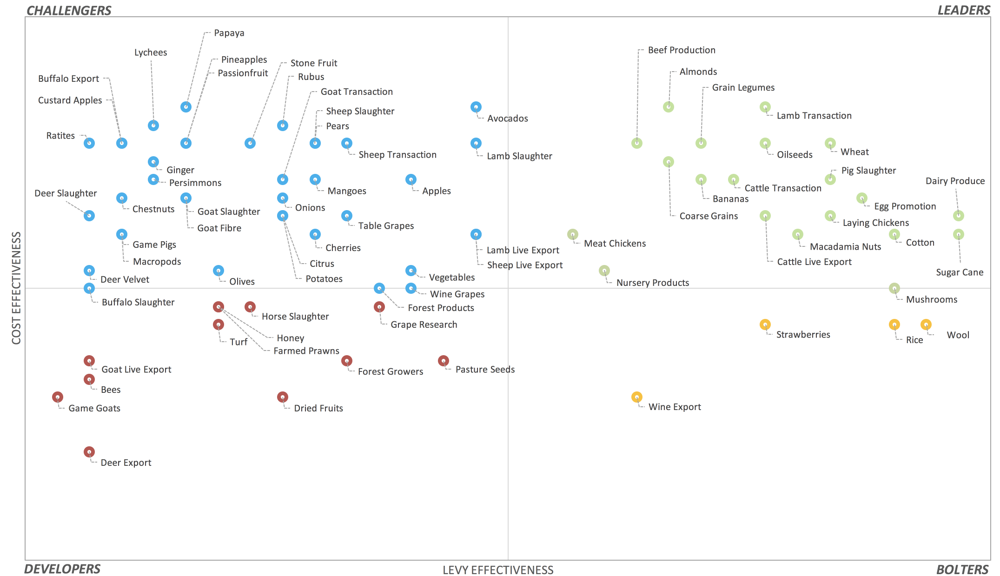 CHALLENGERS
LEADERS
Papaya
Beef Production
Lychees
Pineapples
Stone Fruit
Almonds
Passionfruit
Rubus
Buffalo Export
Grain Legumes
Goat Transaction
Custard Apples
Sheep Slaughter
Lamb Transaction
Avocados
Pears
Ratites
Wheat
Sheep Transaction
Oilseeds
Lamb Slaughter
Ginger
Pig Slaughter
Dairy Produce
Persimmons
Cattle Transaction
Mangoes
Apples
Deer Slaughter
Bananas
Egg Promotion
Onions
Chestnuts
Goat Slaughter
Coarse Grains
Laying Chickens
Table Grapes
Goat Fibre
Cotton
Meat Chickens
Game Pigs
Macadamia Nuts
Cherries
Lamb Live Export
Macropods
Cattle Live Export
Citrus
Sheep Live Export
Sugar Cane
Vegetables
Potatoes
Deer Velvet
Olives
Nursery Products
COST EFFECTIVENESS
Wine Grapes
Mushrooms
Buffalo Slaughter
Forest Products
Horse Slaughter
Grape Research
Strawberries
Wool
Honey
Rice
Turf
Farmed Prawns
Goat Live Export
Pasture Seeds
Forest Growers
Bees
Wine Export
Game Goats
Dried Fruits
Deer Export
DEVELOPERS
LEVY EFFECTIVENESS
BOLTERS